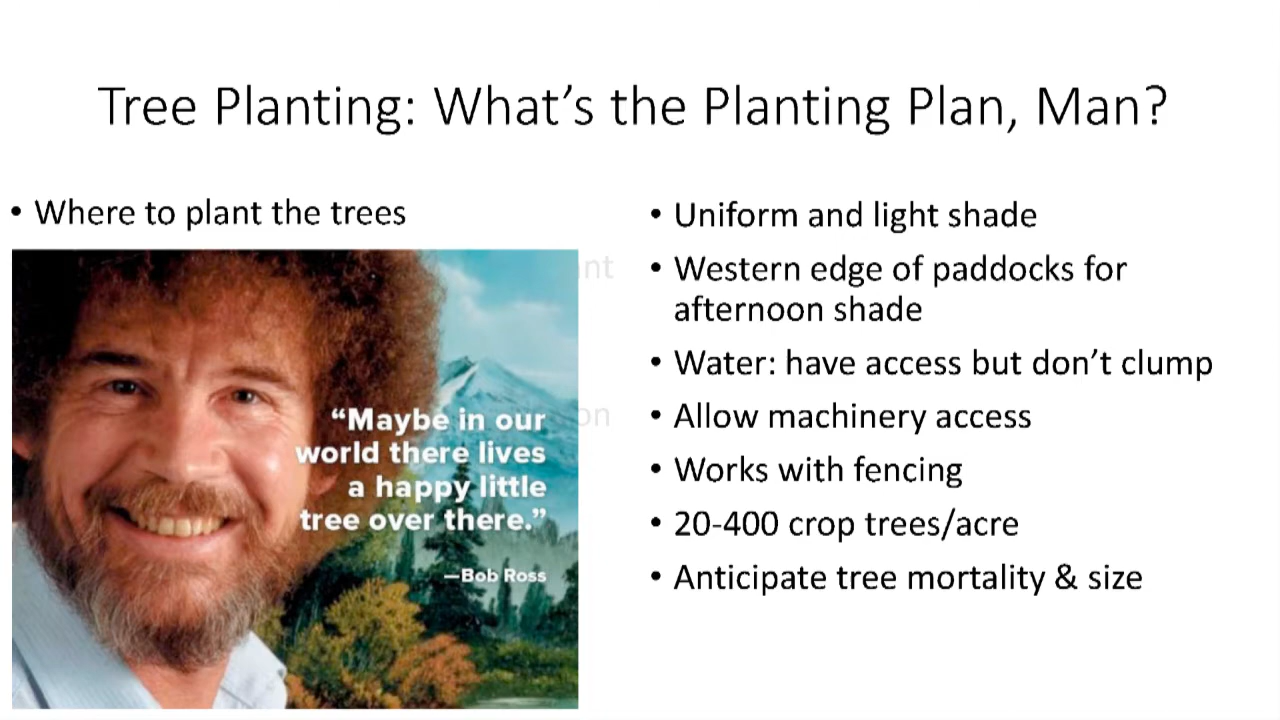 Tree Planting: What’s the Planting Plan, Man?
• Where to plant the trees
“Maybe in our
world there lives
a happy little
tree over there.”
—Bob Ross
• Uniform and light shade
• Western edge of paddocks for
afternoon shade
• Water: have access but don’t clump
• Allow machinery access
• Works with fencing
• 20-400 crop trees/acre
• Anticipate tree mortality & size